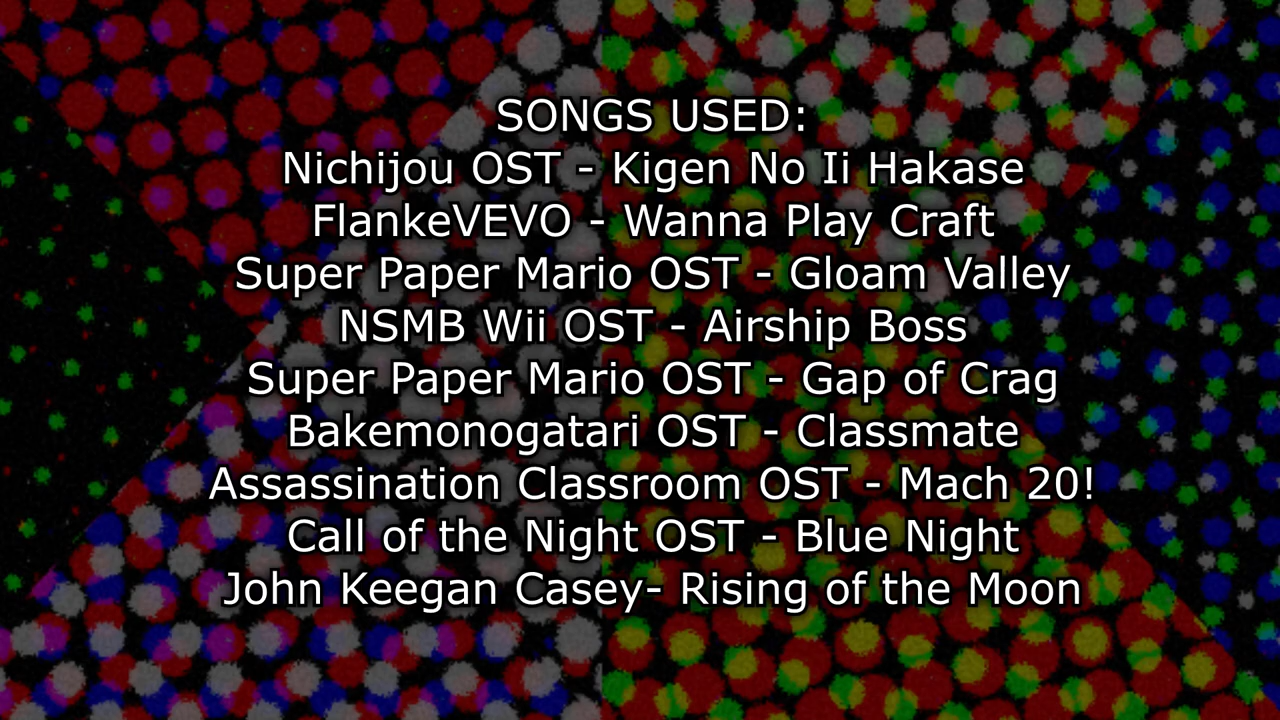 SONGS USED:
Nichijou OST - Kigen No Ii Hakase
FlankeVEVO - Wanna Play Craft
Super Paper Mario OST - Gloam Valley
NSMB Wii OST - Airship Boss
Super Paper Mario OST - Gap of Crag
Bakemonogatari OST - Classmate
Assassination Classroom OST - Mach 20!
Call of the Night OST - Blue Night
John Keegan Casey- Rising of the Moon